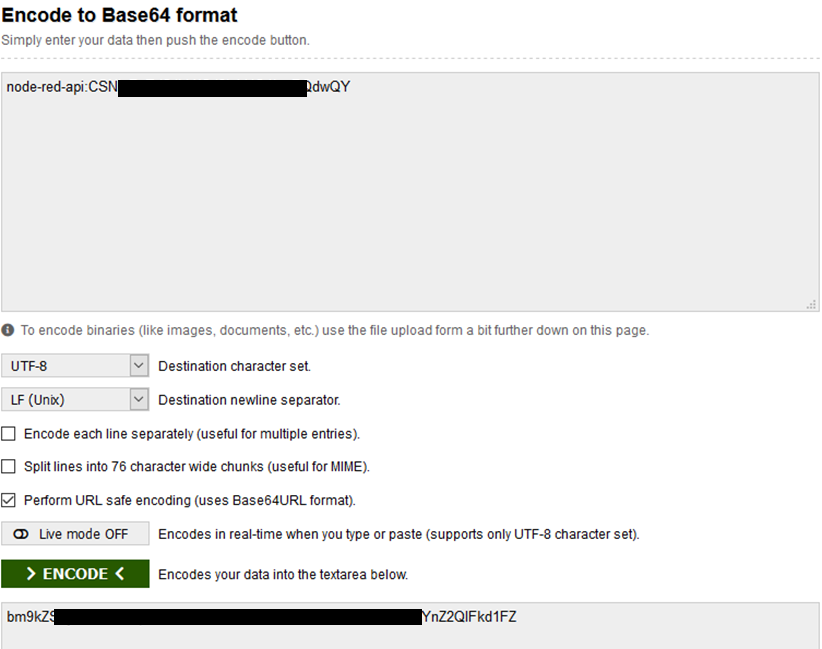 Encode to Base64 format
Simply enter your data then push the encode button.
node-red-api:CSN QdwQY
To encode binaries (like images, documents, etc.) use the file upload form a bit further down on this page.
UTF-8 Destination character set.
LF (Unix) Destination newline separator.
Encode each line separately (useful for multiple entries).
Split lines into 76 character wide chunks (useful for MIME).
Perform URL safe encoding (uses Base64URL format).
Live mode OFF Encodes in real-time when you type or paste (supports only UTF-8 character set).
> ENCODE < Encodes your data into the textarea below.
bm9kZS YnZ2QlFkd1FZ